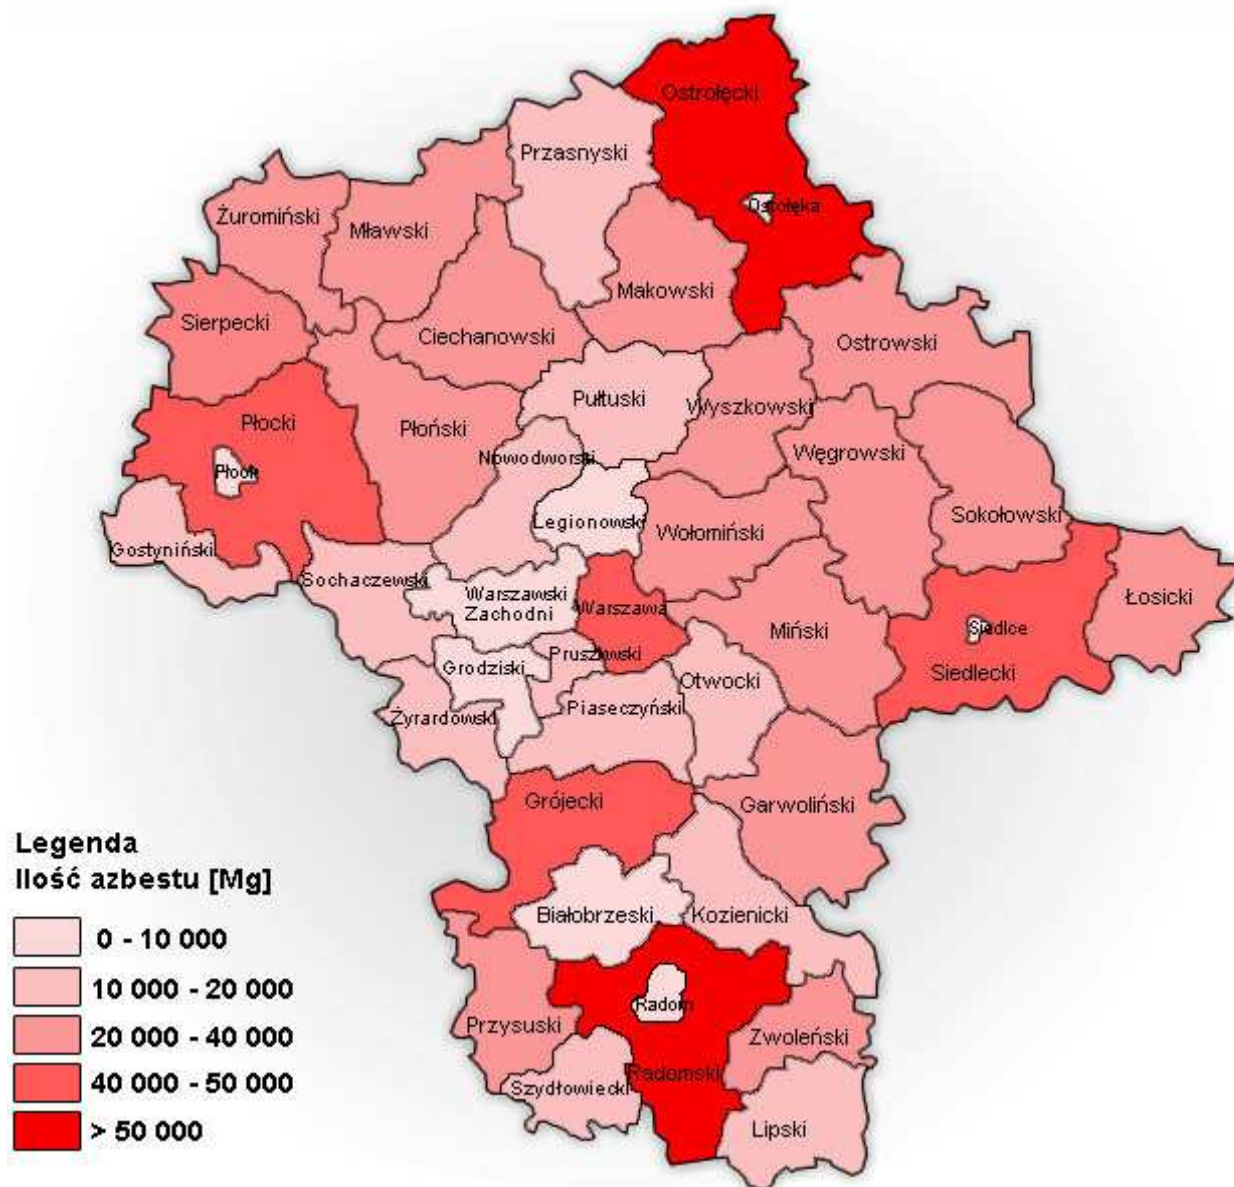 Ostrołęcki
Przasnyski
Ostołęka
Żuromiński
Mławski
Makowski
Sierpecki
Ciechanowski
Ostrowski
Pułtuski
Wyszkowski
Płocki
Płoński
Węgrowski
Nowodworski
Płock
Legionowski
Wołomiński
Sokołowski
Gostyniński
Sochaczewski
Warszawski
Zachodni
Warszawa
Miński
Siedlce
Łosicki
Pruszkowski
Grodziski
Otwocki
Siedlecki
Żyrardowski
Piaseczyński
Grójecki
Garwoliński
Legenda
Ilość azbestu [Mg]
Białobrzeski
Kozienicki
0 - 10 000
10 000 - 20 000
Radom
Przysuski
Zwoleński
20 000 - 40 000
40 000 - 50 000
Szydłowiecki
Radomski
> 50 000
Lipski